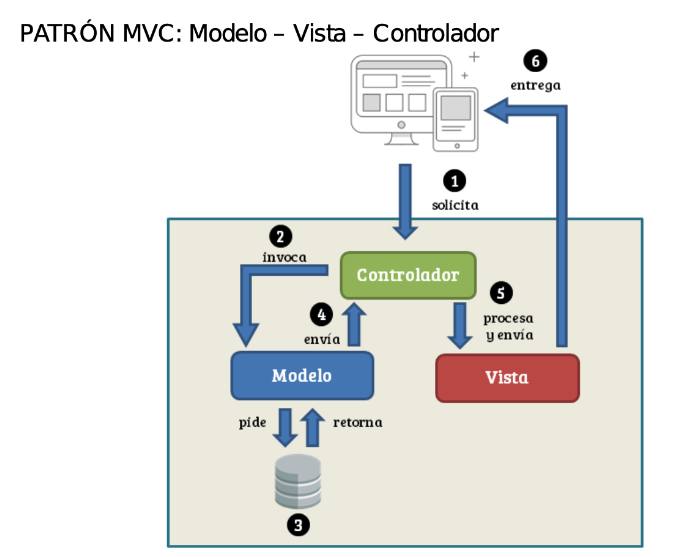 PATRÓN MVC: Modelo – Vista – Controlador
6
entrega
1
solicita
2
invoca
Controlador
5
procesa
y envía
4
envía
Modelo
Vista
pide
retorna
3